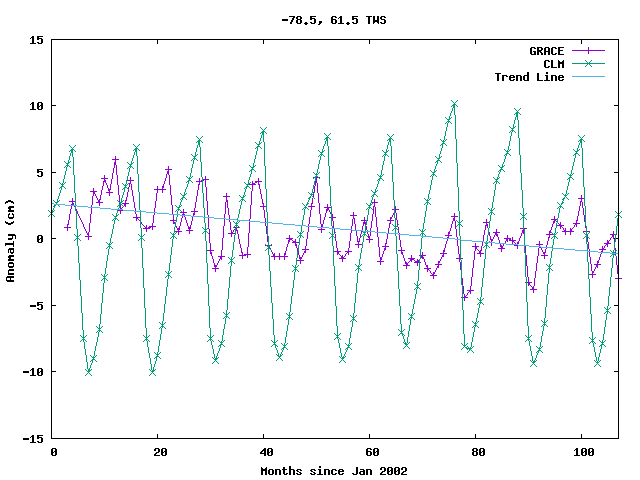 -78.5, 61.5 TWS
GRACE
CLM
Trend Line
15
10
5
0
-5
-10
-15
Anomaly (cm)
0 20 40 60 80 100
Months since Jan 2002